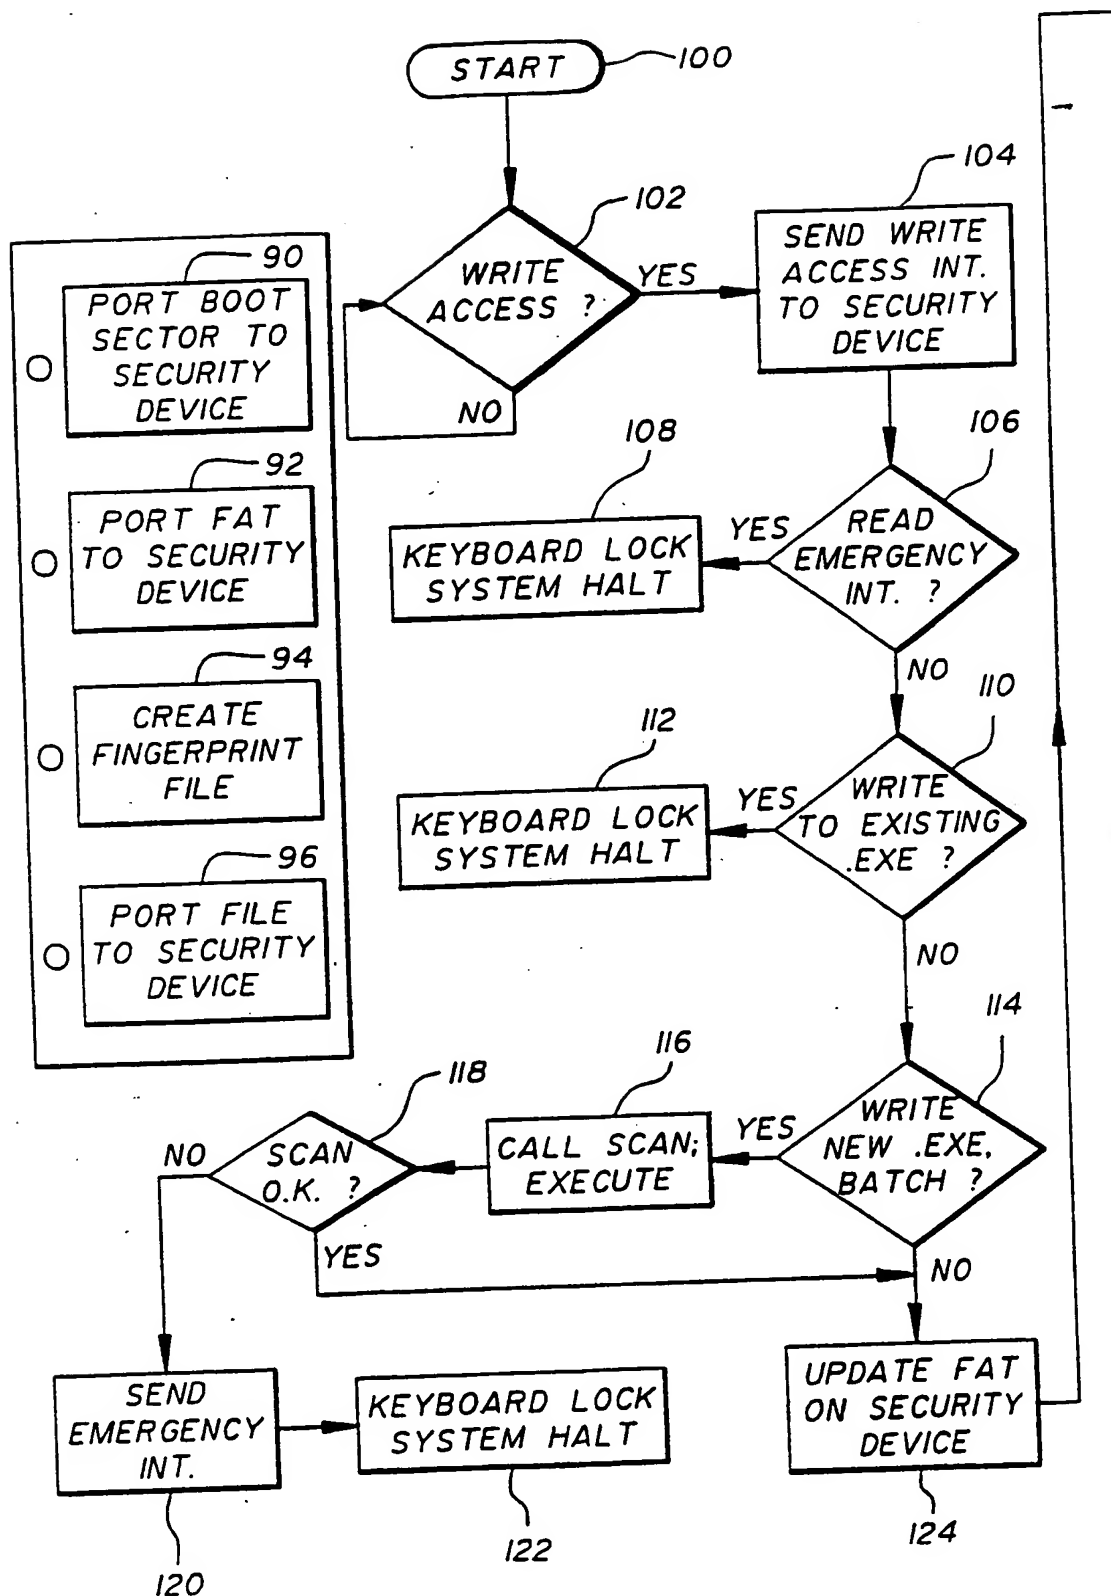 START
100
102
WRITE
ACCESS ?
YES
NO
104
SEND WRITE
ACCESS INT.
TO SECURITY
DEVICE
90
PORT BOOT
SECTOR TO
SECURITY
DEVICE
92
PORT FAT
TO SECURITY
DEVICE
94
CREATE
FINGERPRINT
FILE
96
PORT FILE
TO SECURITY
DEVICE
106
READ
EMERGENCY
INT. ?
YES
NO
108
KEYBOARD LOCK
SYSTEM HALT
110
WRITE
TO EXISTING
.EXE ?
YES
NO
112
KEYBOARD LOCK
SYSTEM HALT
114
WRITE
NEW .EXE,
BATCH ?
YES
NO
116
CALL SCAN;
EXECUTE
118
SCAN
O.K. ?
NO
YES
SEND
EMERGENCY
INT.
120
KEYBOARD LOCK
SYSTEM HALT
122
UPDATE FAT
ON SECURITY
DEVICE
124